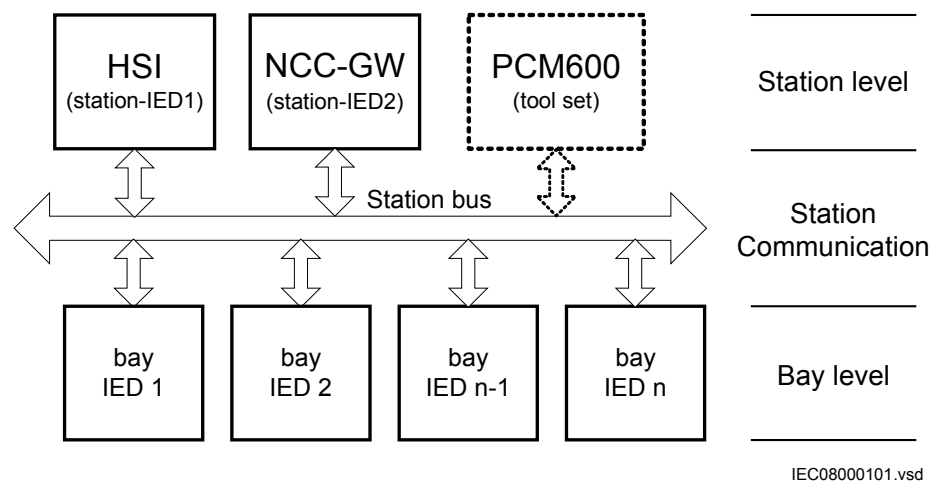 HSI
(station-IED1)
NCC-GW
(station-IED2)
PCM600
(tool set)
Station level
Station bus
Station
Communication
bay
IED 1
bay
IED 2
bay
IED n-1
bay
IED n
Bay level
IEC08000101.vsd